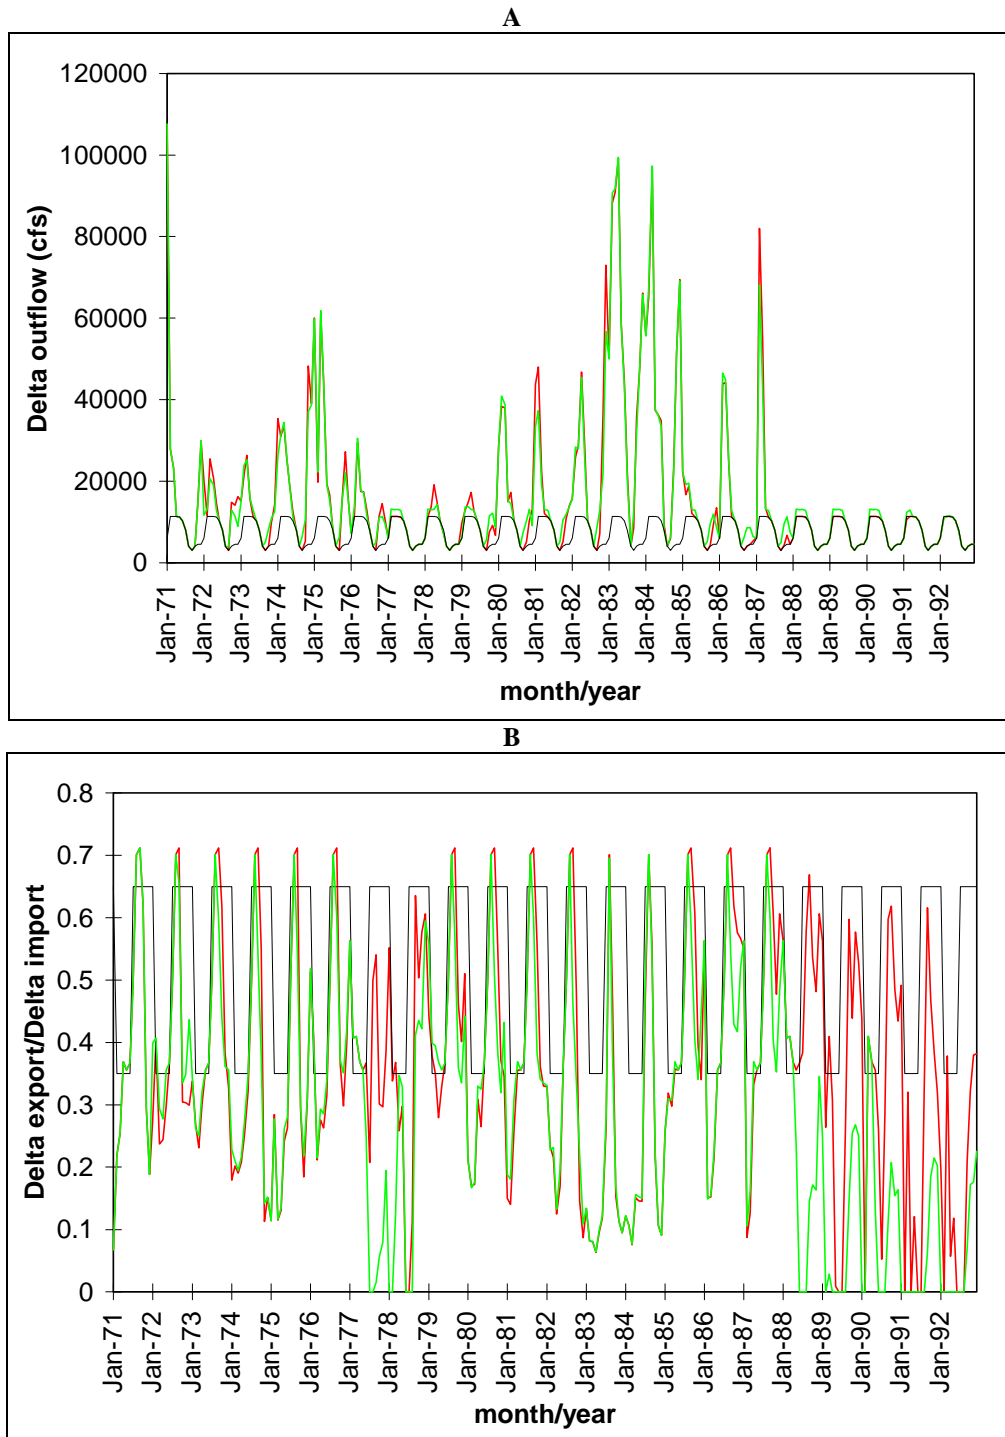 A
120000
100000
80000
60000
40000
20000
0
Delta outflow (cfs)
Jan-71
Jan-72
Jan-73
Jan-74
Jan-75
Jan-76
Jan-77
Jan-78
Jan-79
Jan-80
Jan-81
Jan-82
Jan-83
Jan-84
Jan-85
Jan-86
Jan-87
Jan-88
Jan-89
Jan-90
Jan-91
Jan-92
month/year
B
0.8
0.7
0.6
0.5
0.4
0.3
0.2
0.1
0
Delta export/Delta import
Jan-71
Jan-72
Jan-73
Jan-74
Jan-75
Jan-76
Jan-77
Jan-78
Jan-79
Jan-80
Jan-81
Jan-82
Jan-83
Jan-84
Jan-85
Jan-86
Jan-87
Jan-88
Jan-89
Jan-90
Jan-91
Jan-92
month/year